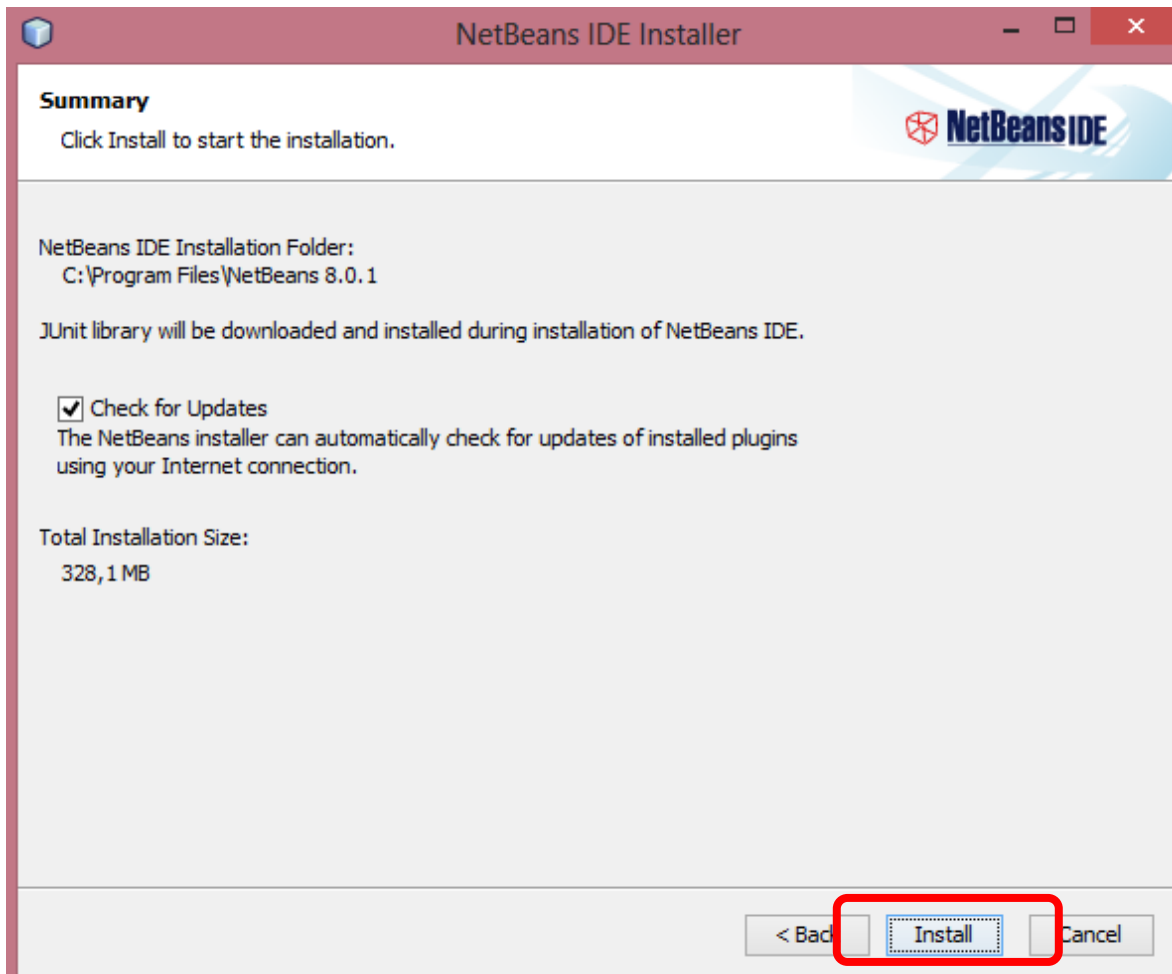 NetBeans IDE Installer
Summary
Click Install to start the installation.
NetBeans IDE
NetBeans IDE Installation Folder:
C:\Program Files\NetBeans 8.0.1
JUnit library will be downloaded and installed during installation of NetBeans IDE.
Check for Updates
The NetBeans installer can automatically check for updates of installed plugins
using your Internet connection.
Total Installation Size:
328,1 MB
< Back Install Cancel